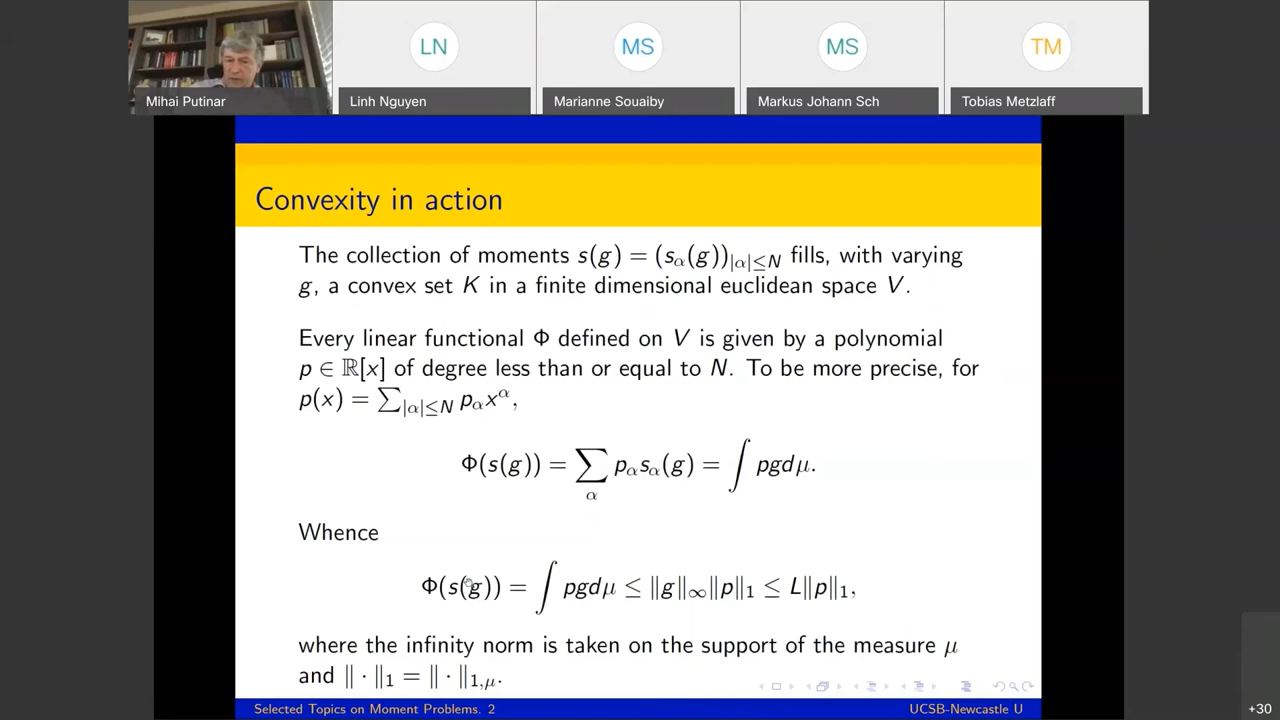 LN
MS
MS
TM
Mihai Putinar
Linh Nguyen
Marianne Souaiby
Markus Johann Sch
Tobias Metzlaff
Convexity in action
The collection of moments s(g) = (s_α(g))_{|α|≤N} fills, with varying
g, a convex set K in a finite dimensional euclidean space V.
Every linear functional Φ defined on V is given by a polynomial
p ∈ ℝ[x] of degree less than or equal to N. To be more precise, for
p(x) = ∑_{|α|≤N} p_α x^α,
Φ(s(g)) = ∑_α p_α s_α(g) = ∫ pgdμ.
Whence
Φ(s(g)) = ∫ pgdμ ≤ ‖g‖_∞‖p‖_1 ≤ L‖p‖_1,
where the infinity norm is taken on the support of the measure μ
and ‖ · ‖_1 = ‖ · ‖_{1,μ}.
Selected Topics on Moment Problems. 2
UCSB-Newcastle U
+30